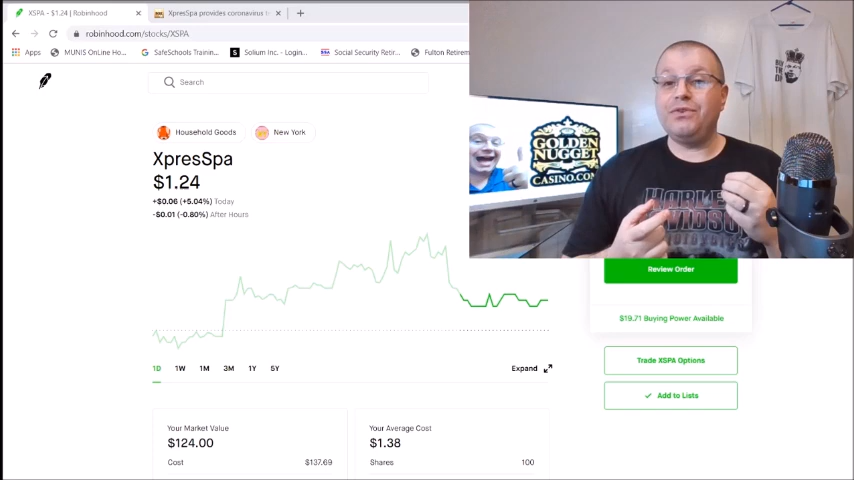 XSPA - $1.24 | Robinhood
XpresSpa provides coronavirus t
robinhood.com/stocks/XSPA
Apps
MUNIS OnLine Ho...
SafeSchools Trainin...
Solium Inc. - Login...
SSA
Social Security Retir...
Fulton Retirem
Search
Household Goods
New York
XpresSpa
$1.24
+$0.06 (+5.04%) Today
-$0.01 (-0.80%) After Hours
GOLDEN
NUGGET
CASINO.COM
Review Order
$19.71 Buying Power Available
Trade XSPA Options
Add to Lists
1D
1W
1M
3M
1Y
5Y
Expand
Your Market Value
$124.00
Cost
$137.69
Your Average Cost
$1.38
Shares
100